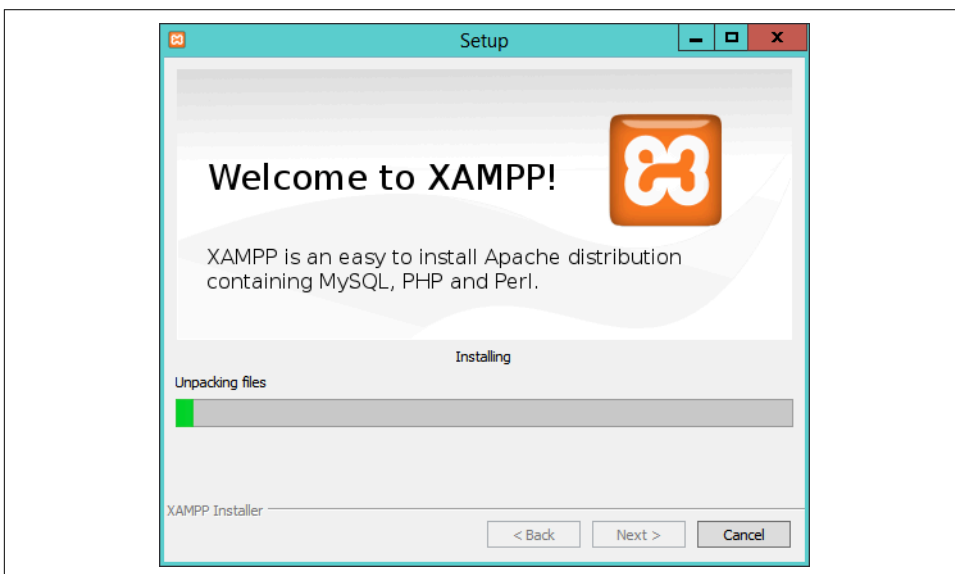 Setup
Welcome to XAMPP!
XAMPP is an easy to install Apache distribution
containing MySQL, PHP and Perl.
Installing
Unpacking files
XAMPP Installer
< Back
Next >
Cancel